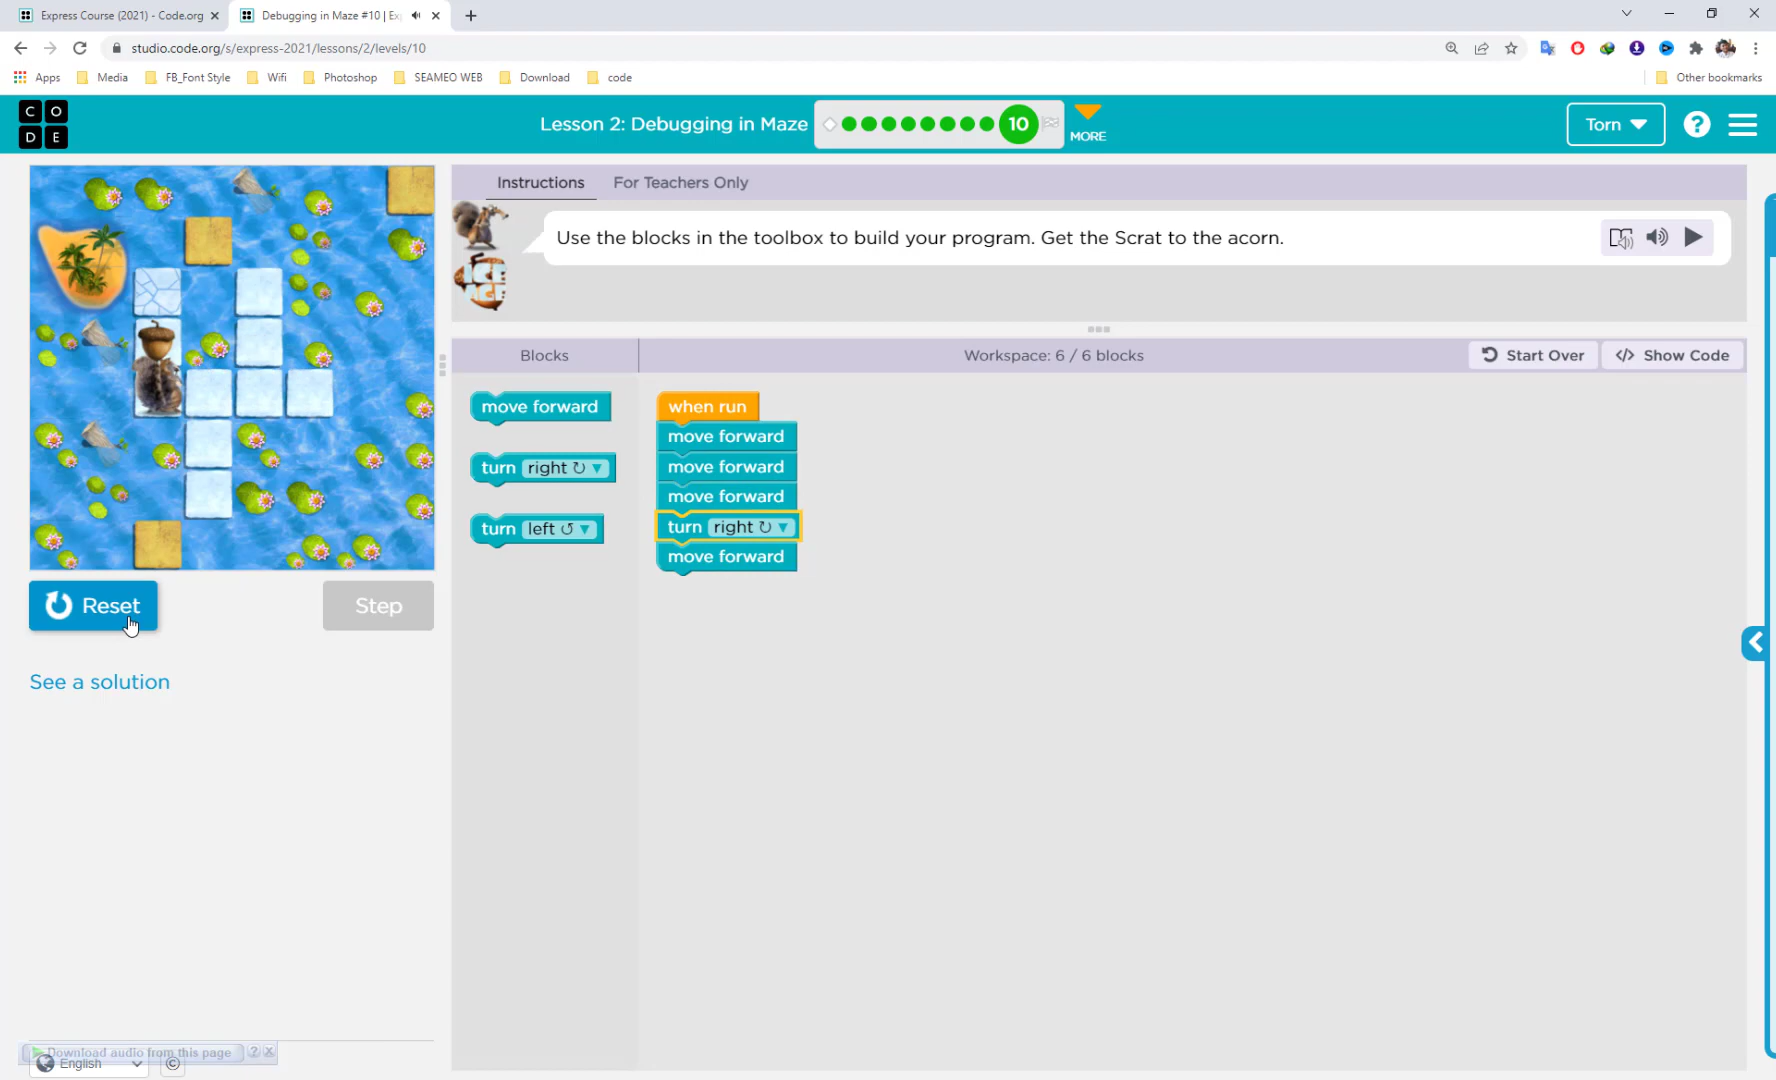 Express Course (2021) - Code.org
Debugging in Maze #10 | Ex
studio.code.org/s/express-2021/lessons/2/levels/10
Apps Media FB_Font Style Wifi Photoshop SEAMEO WEB Download code Other bookmarks
CODE
Lesson 2: Debugging in Maze 10 MORE Torn ?
Instructions For Teachers Only
Use the blocks in the toolbox to build your program. Get the Scrat to the acorn.
ICE AGE
Blocks Workspace: 6 / 6 blocks Start Over </> Show Code
move forward
turn right ↻ ▼
turn left ↺ ▼
when run
move forward
move forward
move forward
turn right ↻ ▼
move forward
Reset Step
See a solution
Download audio from this page ? X
English ©